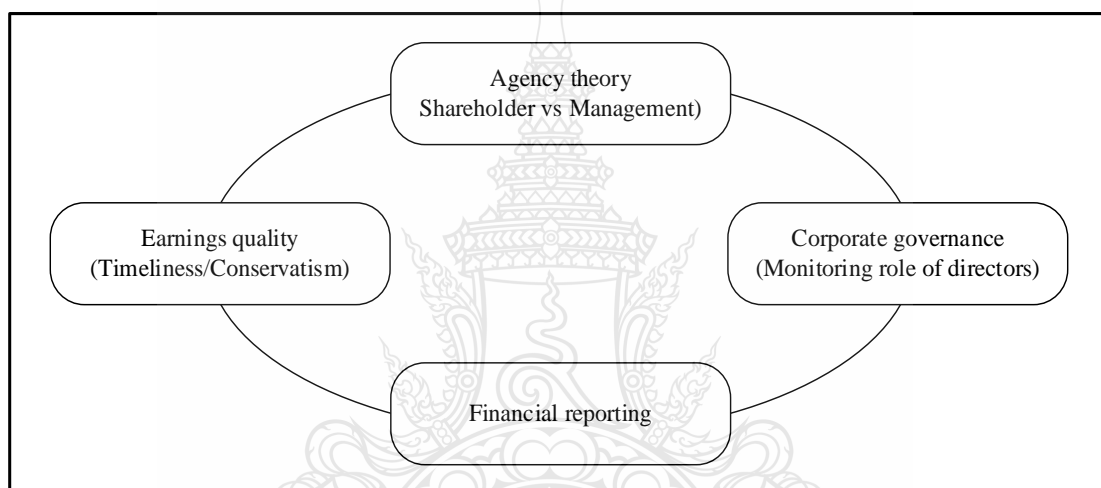 Agency theory
Shareholder vs Management)
Earnings quality
(Timeliness/Conservatism)
Corporate governance
(Monitoring role of directors)
Financial reporting